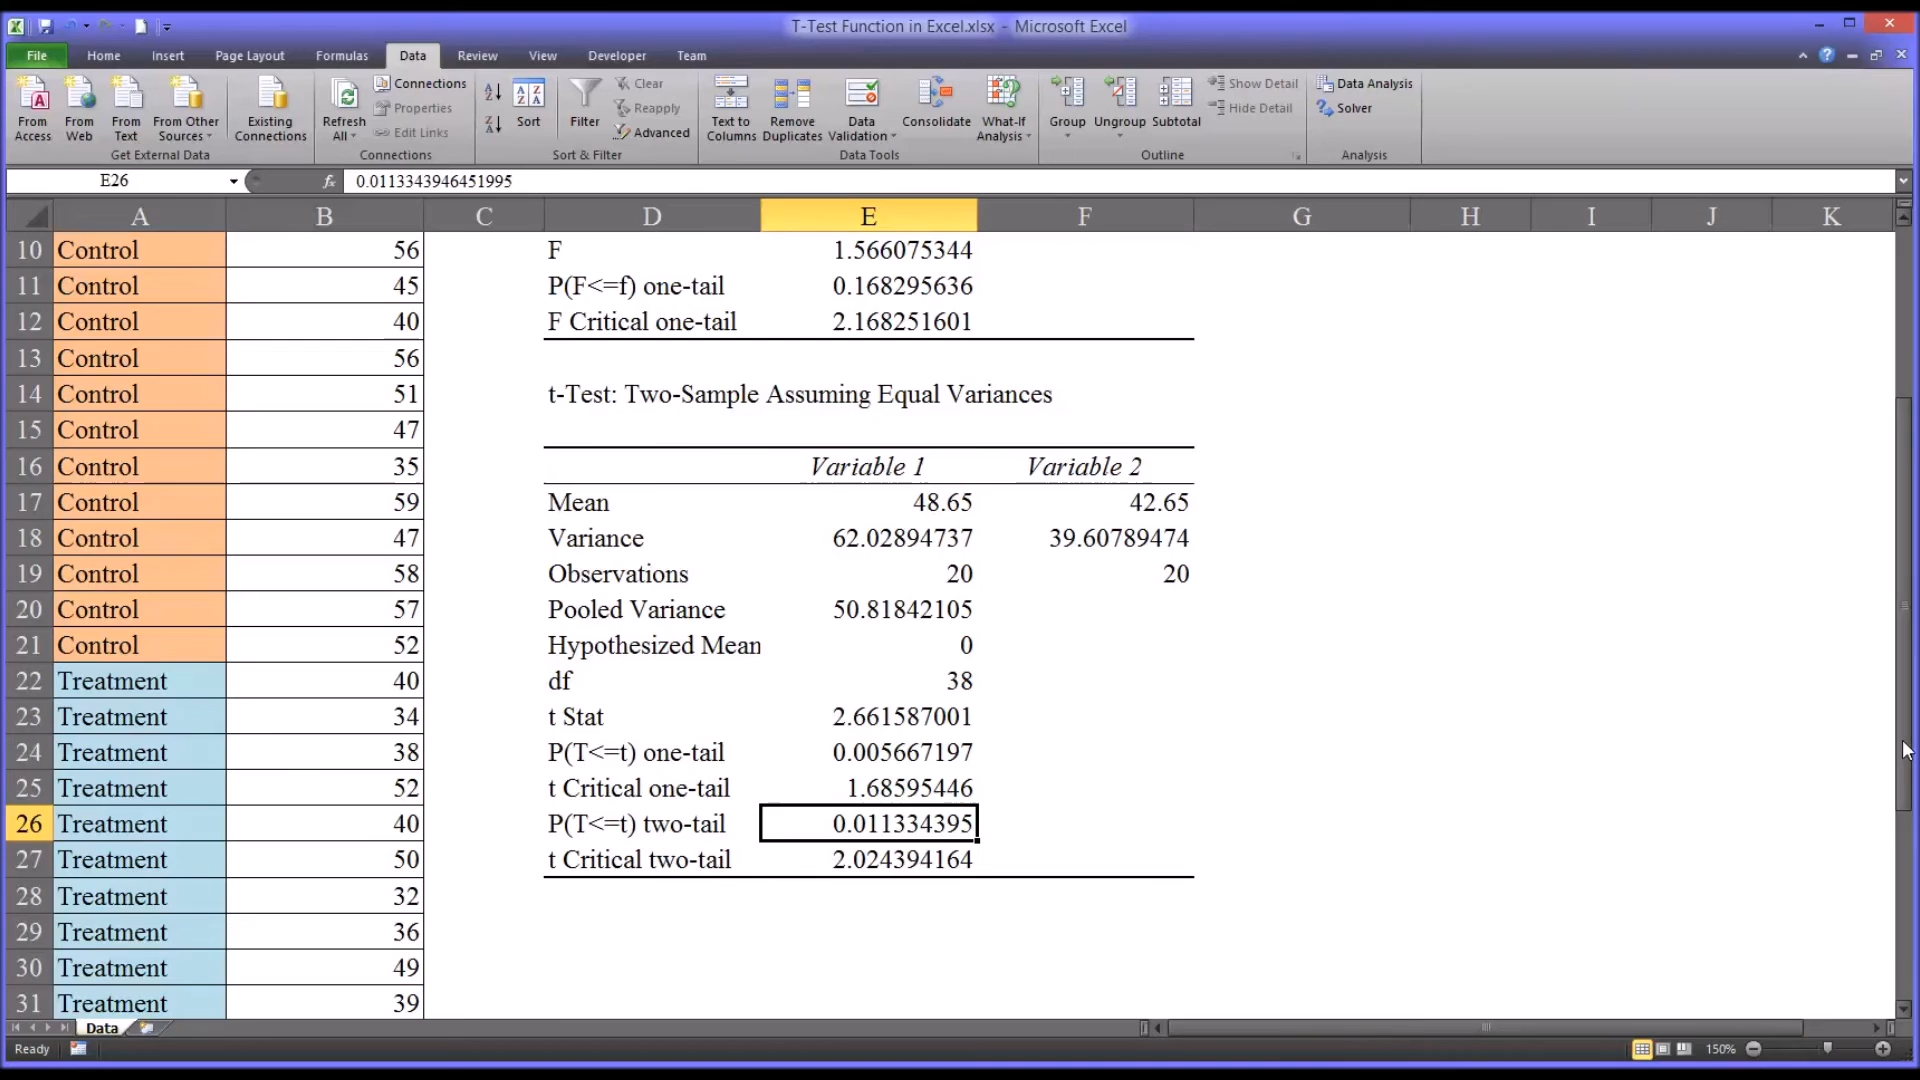 T-Test Function in Excel.xlsx - Microsoft Excel
File Home Insert Page Layout Formulas Data Review View Developer Team
From Access
From Web
From Text
From Other Sources
Existing Connections
Get External Data
Refresh All
Connections
Properties
Edit Links
Connections
Sort
Filter
Clear
Reapply
Advanced
Sort & Filter
Text to Columns
Remove Duplicates
Data Validation
Consolidate
What-If Analysis
Data Tools
Group
Ungroup
Subtotal
Show Detail
Hide Detail
Outline
Data Analysis
Solver
Analysis
E26 fx 0.0113343946451995
A B C D E F G H I J K
10 Control 56 F 1.566075344
11 Control 45 P(F<=f) one-tail 0.168295636
12 Control 40 F Critical one-tail 2.168251601
13 Control 56
14 Control 51 t-Test: Two-Sample Assuming Equal Variances
15 Control 47
16 Control 35 Variable 1 Variable 2
17 Control 59 Mean 48.65 42.65
18 Control 47 Variance 62.02894737 39.60789474
19 Control 58 Observations 20 20
20 Control 57 Pooled Variance 50.81842105
21 Control 52 Hypothesized Mean 0
22 Treatment 40 df 38
23 Treatment 34 t Stat 2.661587001
24 Treatment 38 P(T<=t) one-tail 0.005667197
25 Treatment 52 t Critical one-tail 1.68595446
26 Treatment 40 P(T<=t) two-tail 0.011334395
27 Treatment 50 t Critical two-tail 2.024394164
28 Treatment 32
29 Treatment 36
30 Treatment 49
31 Treatment 39
Data
Ready 150%